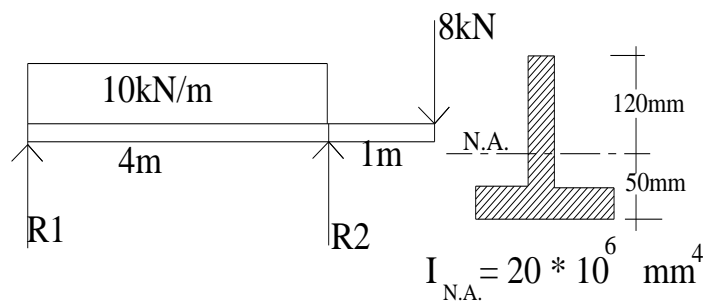 8kN
10kN/m
4m
1m
R1
R2
120mm
N.A.
50mm
I N.A. = 20 * 10^6 mm^4